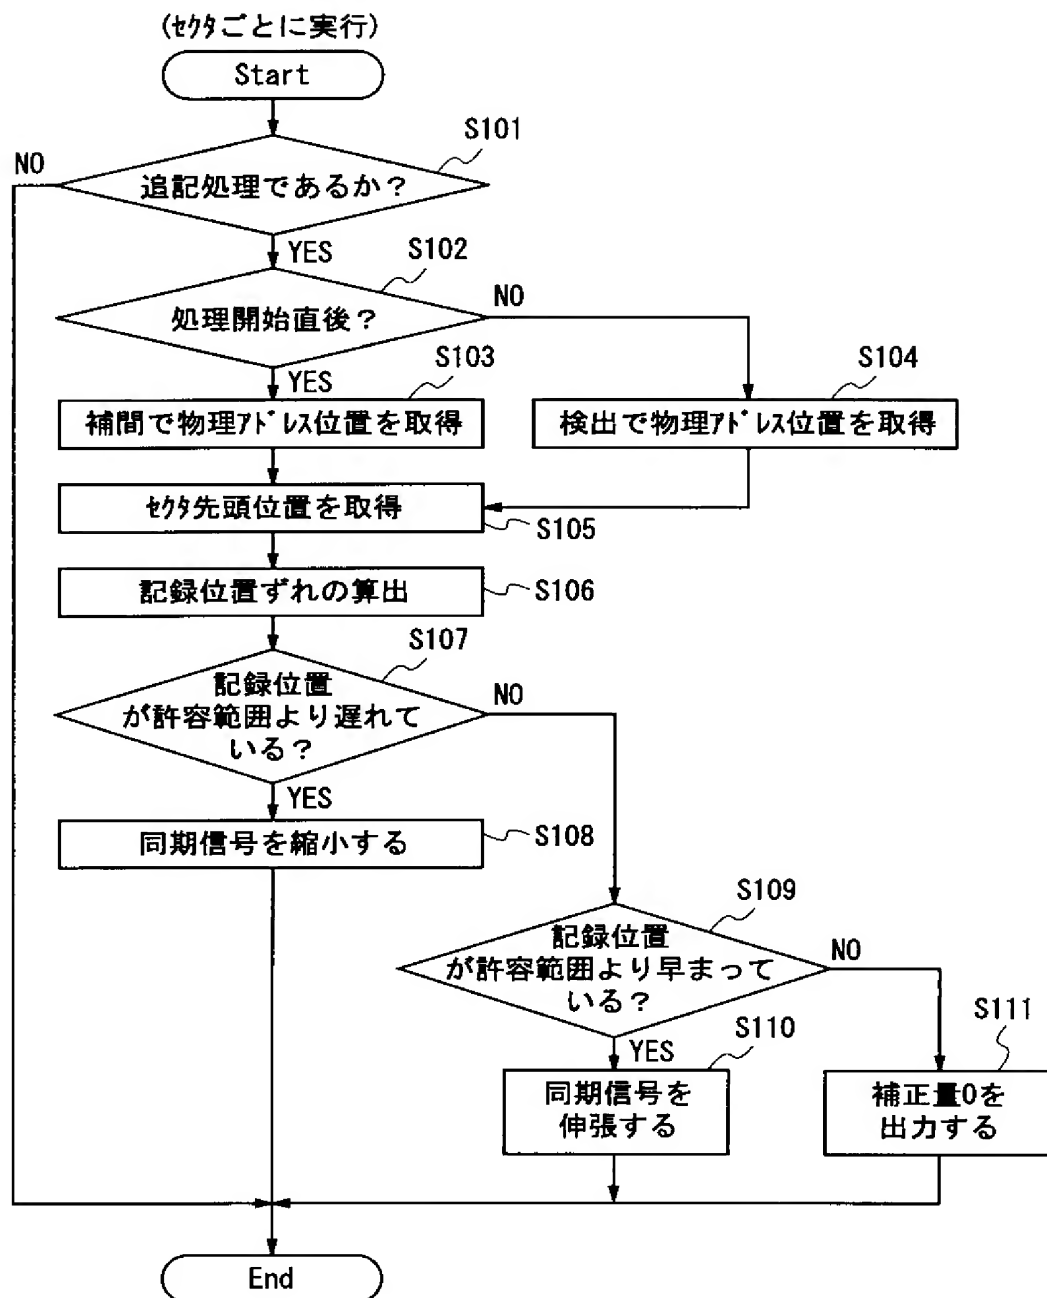 (ｾｸﾀごとに実行)
Start
S101
NO
追記処理であるか？
YES
S102
NO
処理開始直後？
YES
S103
S104
補間で物理ｱﾄﾞﾚｽ位置を取得
検出で物理ｱﾄﾞﾚｽ位置を取得
ｾｸﾀ先頭位置を取得
S105
記録位置ずれの算出
S106
S107
記録位置
が許容範囲より遅れて
いる？
NO
YES
同期信号を縮小する
S108
S109
記録位置
が許容範囲より早まって
いる？
NO
YES
S110
S111
同期信号を
伸張する
補正量0を
出力する
End